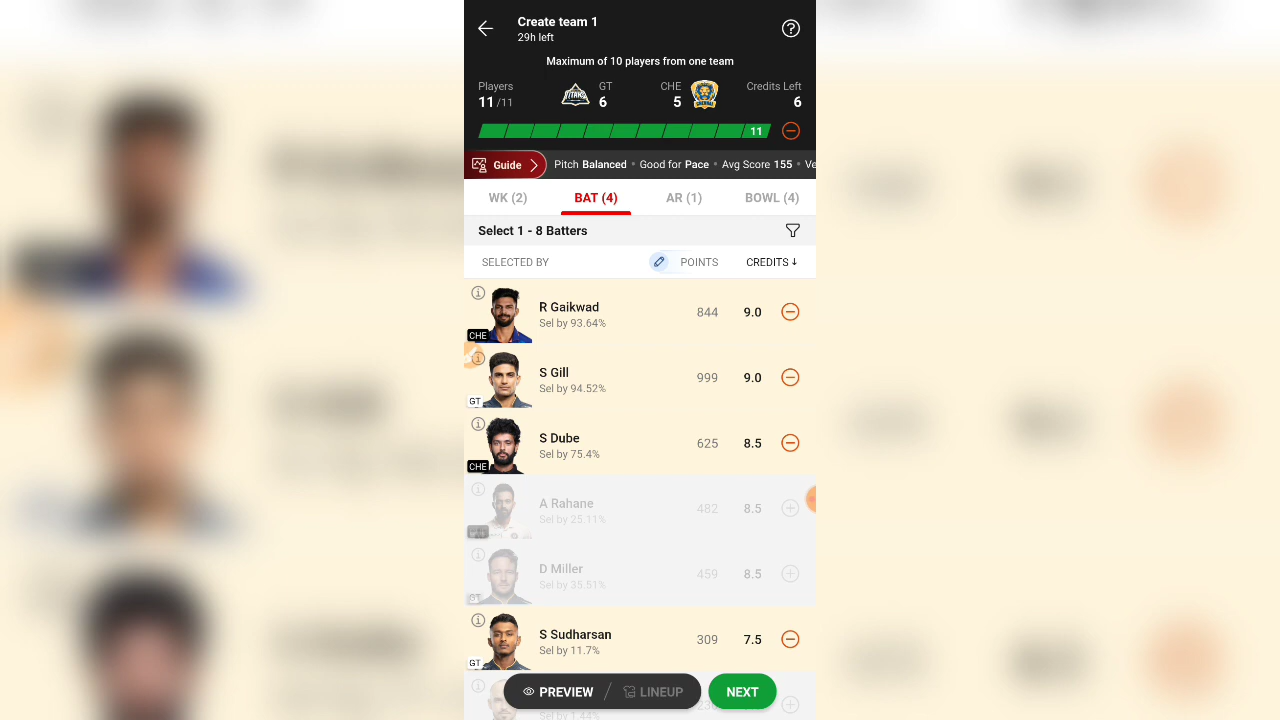 Create team 1
29h left
Maximum of 10 players from one team
Players
11 /11
TITANS
GT
6
CHE
5
Credits Left
6
11
Guide
Pitch Balanced • Good for Pace • Avg Score 155 • Ve
WK (2)
BAT (4)
AR (1)
BOWL (4)
Select 1 - 8 Batters
SELECTED BY
POINTS
CREDITS ↓
R Gaikwad
844
9.0
Sel by 93.64%
CHE
S Gill
999
9.0
Sel by 94.52%
GT
S Dube
625
8.5
Sel by 75.4%
CHE
A Rahane
482
8.5
Sel by 25.11%
D Miller
459
8.5
Sel by 35.51%
GT
S Sudharsan
309
7.5
Sel by 11.7%
GT
PREVIEW / LINEUP
NEXT
Sel by 1.44%